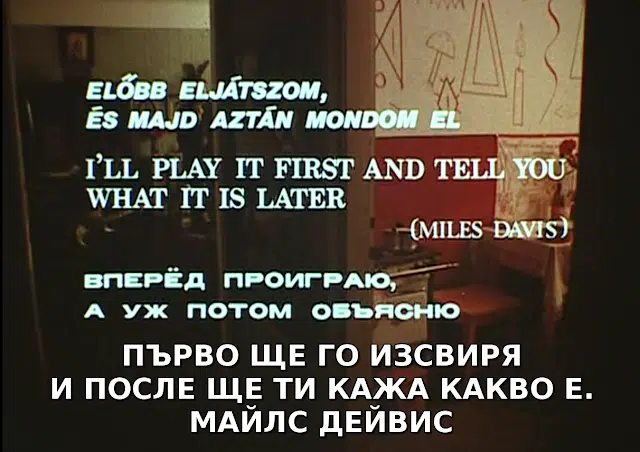 ELŐBB ELJÁTSZOM,
ÉS MAJD AZTÁN MONDOM EL
I'LL PLAY IT FIRST AND TELL YOU
WHAT IT IS LATER
(MILES DAVIS)
ВПЕРЁД ПРОИГРАЮ,
А УЖ ПОТОМ ОБЪЯСНЮ
ПЪРВО ЩЕ ГО ИЗСВИРЯ
И ПОСЛЕ ЩЕ ТИ КАЖА КАКВО Е.
МАЙЛС ДЕЙВИС